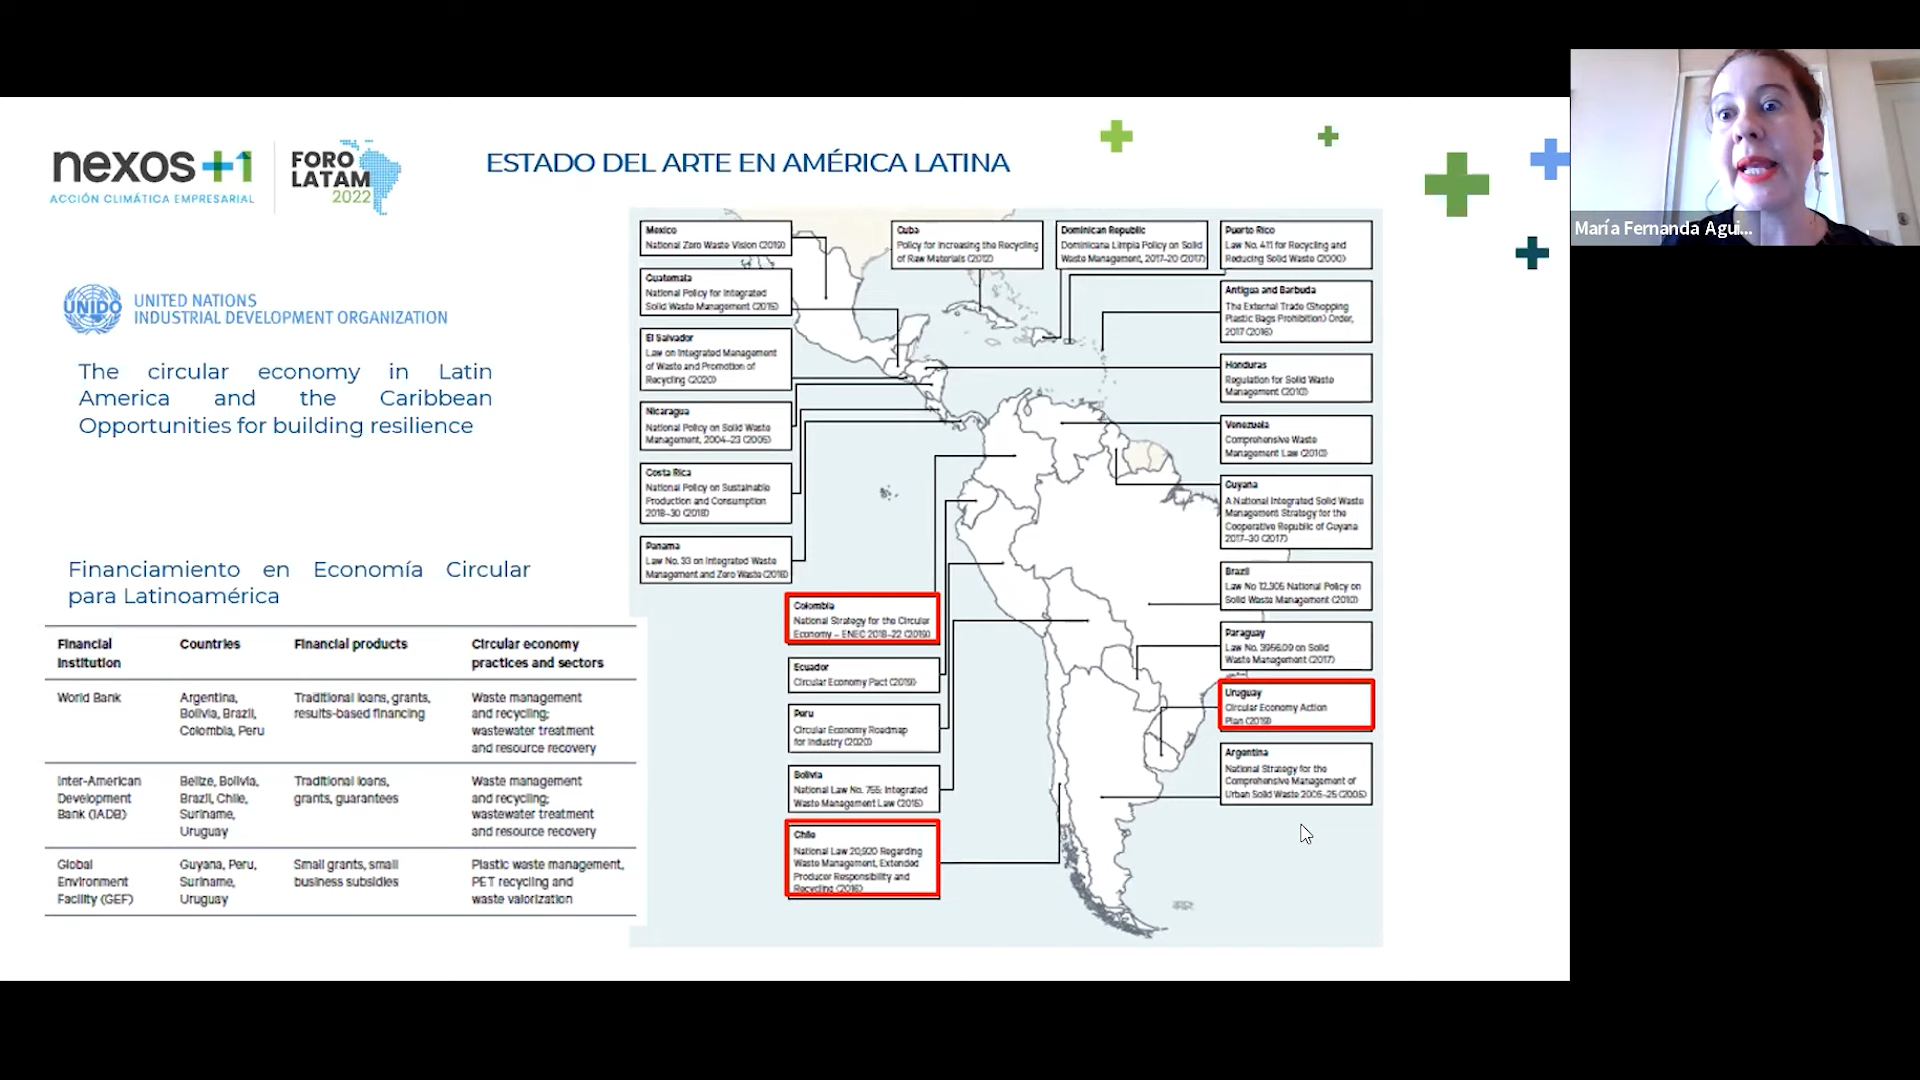 nexos +1
ACCIÓN CLIMÁTICA EMPRESARIAL
FORO
LATAM
2022
ESTADO DEL ARTE EN AMÉRICA LATINA
María Fernanda Agui...
UNIDO
UNITED NATIONS
INDUSTRIAL DEVELOPMENT ORGANIZATION
The circular economy in Latin
America and the Caribbean
Opportunities for building resilience
Financiamiento en Economía Circular
para Latinoamérica
Financial
Institution
Countries
Financial products
Circular economy
practices and sectors
World Bank
Argentina,
Bolivia, Brazil,
Colombia, Peru
Traditional loans, grants,
results-based financing
Waste management
and recycling;
wastewater treatment
and resource recovery
Inter-American
Development
Bank (IADB)
Belize, Bolivia,
Brazil, Chile,
Suriname,
Uruguay
Traditional loans,
grants, guarantees
Waste management
and recycling;
wastewater treatment
and resource recovery
Global
Environment
Facility (GEF)
Guyana, Peru,
Suriname,
Uruguay
Small grants, small
business subsidies
Plastic waste management,
PET recycling and
waste valorization
Mexico
National Zero Waste Vision (2019)
Guatemala
National Policy for Integrated
Solid Waste Management (2015)
El Salvador
Law on Integrated Management
of Waste and Promotion of
Recycling (2020)
Nicaragua
National Policy on Solid Waste
Management, 2004–23 (2005)
Costa Rica
National Policy on Sustainable
Production and Consumption
2018–30 (2018)
Panama
Law No. 33 on Integrated Waste
Management and Zero Waste (2018)
Colombia
National Strategy for the Circular
Economy – ENEC 2018–22 (2019)
Ecuador
Circular Economy Pact (2019)
Peru
Circular Economy Roadmap
for Industry (2020)
Bolivia
National Law No. 755: Integrated
Waste Management Law (2015)
Chile
National Law 20,920 Regarding
Waste Management, Extended
Producer Responsibility and
Recycling (2016)
Cuba
Policy for Increasing the Recycling
of Raw Materials (2012)
Dominican Republic
Dominicana Limpia Policy on Solid
Waste Management, 2017–20 (2017)
Puerto Rico
Law No. 411 for Recycling and
Reducing Solid Waste (2000)
Antigua and Barbuda
The External Trade (Shopping
Plastic Bags Prohibition) Order,
2017 (2016)
Honduras
Regulation for Solid Waste
Management (2010)
Venezuela
Comprehensive Waste
Management Law (2010)
Guyana
A National Integrated Solid Waste
Management Strategy for the
Cooperative Republic of Guyana
2017–30 (2017)
Brazil
Law No 12,305 National Policy on
Solid Waste Management (2010)
Paraguay
Law No. 3956.09 on Solid
Waste Management (2017)
Uruguay
Circular Economy Action
Plan (2019)
Argentina
National Strategy for the
Comprehensive Management of
Urban Solid Waste 2005–25 (2005)